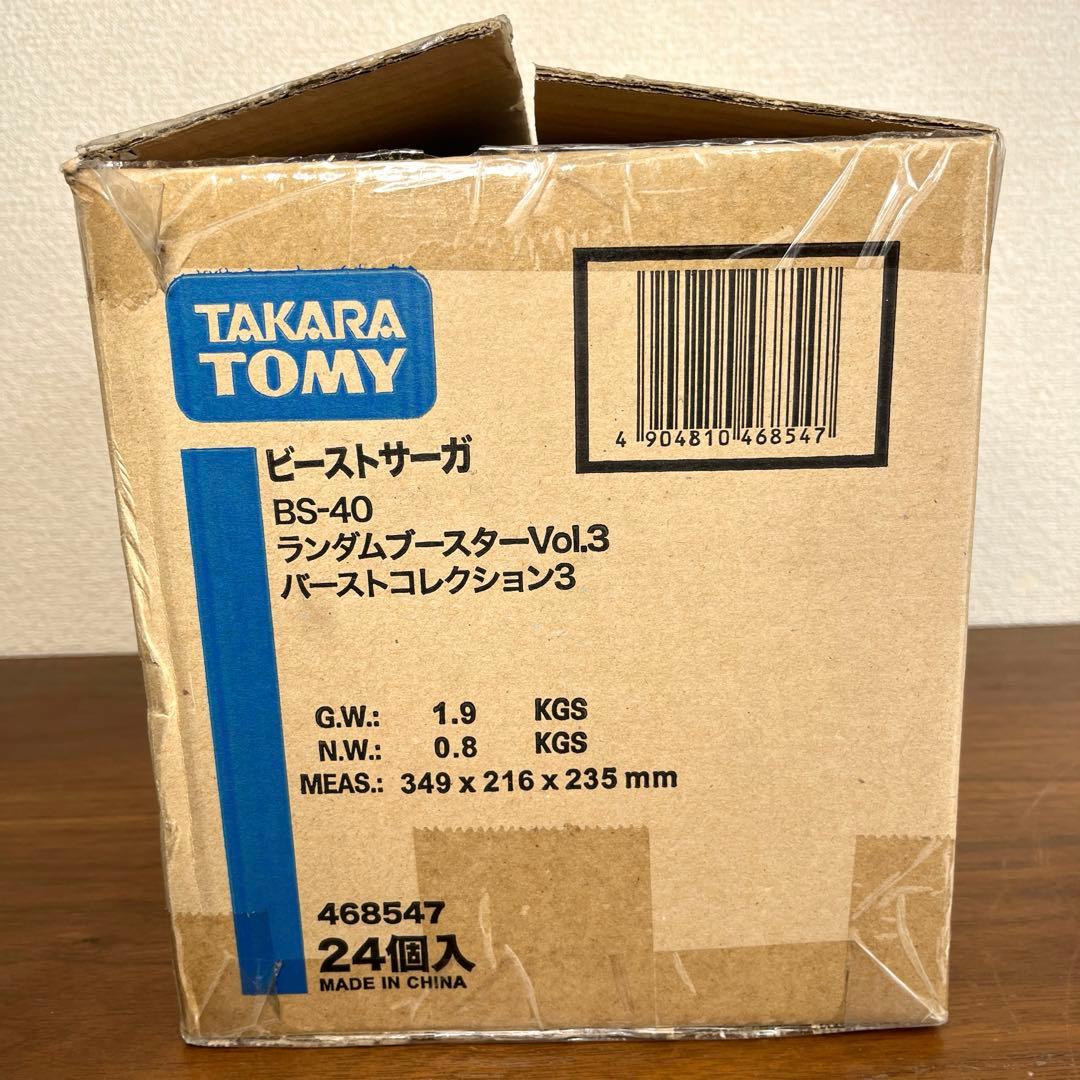 TAKARA
TOMY
4 904810 468547
ビーストサーガ
BS-40
ランダムブースターVol.3
バーストコレクション3
G.W.: 1.9 KGS
N.W.: 0.8 KGS
MEAS.: 349 x 216 x 235 mm
468547
24個入
MADE IN CHINA